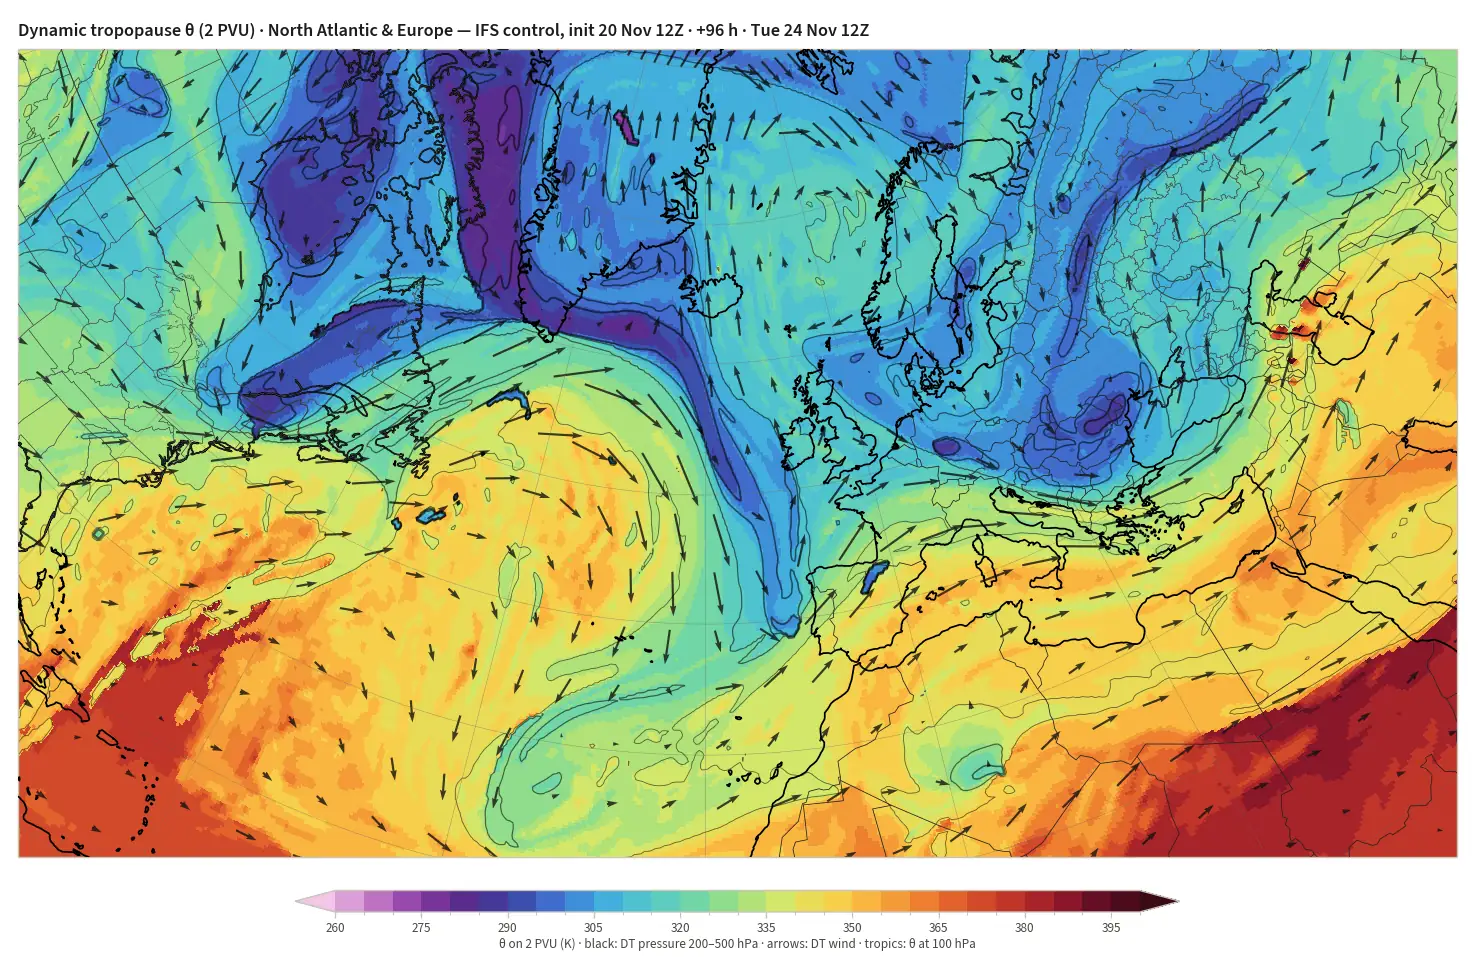 Dynamic tropopause θ (2 PVU) · North Atlantic & Europe — IFS control, init 20 Nov 12Z · +96 h · Tue 24 Nov 12Z
260 275 290 305 320 335 350 365 380 395
θ on 2 PVU (K) · black: DT pressure 200–500 hPa · arrows: DT wind · tropics: θ at 100 hPa